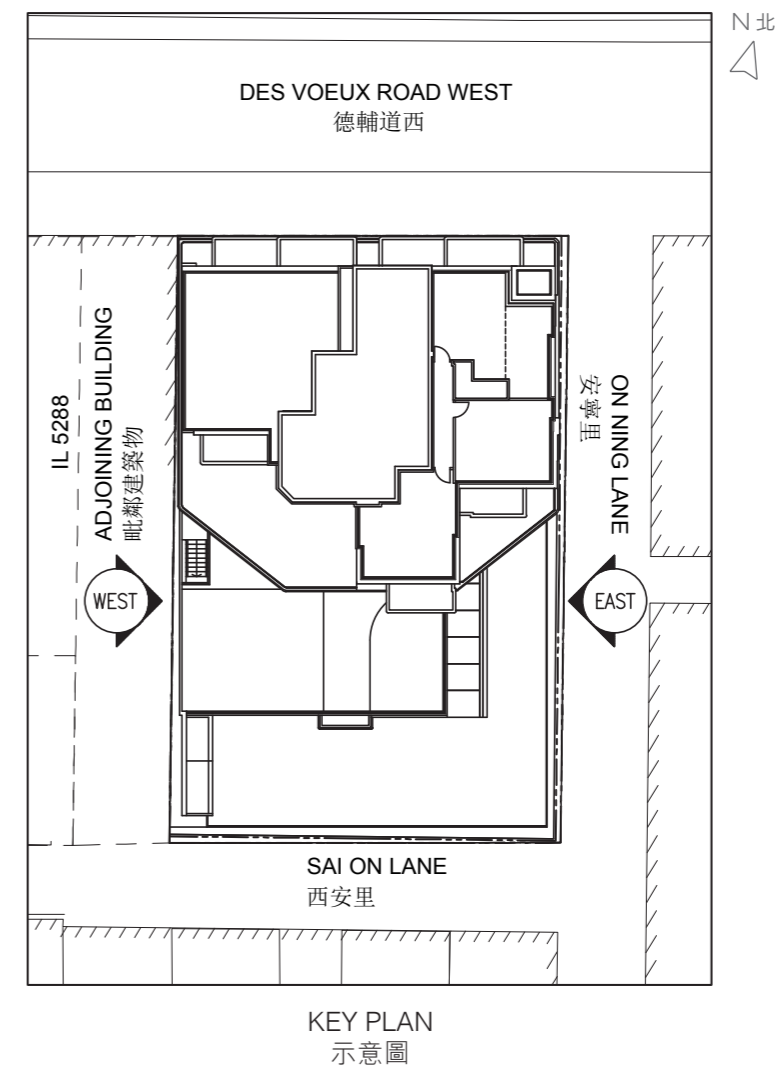 N 北
DES VOEUX ROAD WEST
德輔道西
IL 5288
ADJOINING BUILDING
毗鄰建築物
ON NING LANE
安寧里
WEST
EAST
SAI ON LANE
西安里
KEY PLAN
示意圖